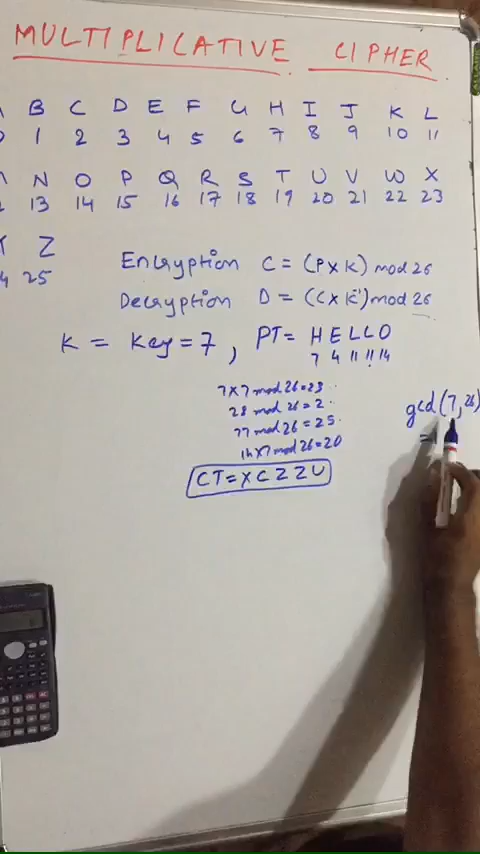 MULTIPLICATIVE CIPHER
B C D E F G H I J K L
1 2 3 4 5 6 7 8 9 10 11
N O P Q R S T U V W X
13 14 15 16 17 18 19 20 21 22 23
Z
25
Encryption C = (P x K) mod 26
Decryption D = (C x K⁻¹) mod 26
K = Key = 7, PT = HELLO
7 4 11 11 14
7x7 mod 26 = 23
28 mod 26 = 2
77 mod 26 = 25
14x7 mod 26 = 20
gcd(7,26)
=
CT = XCZZU